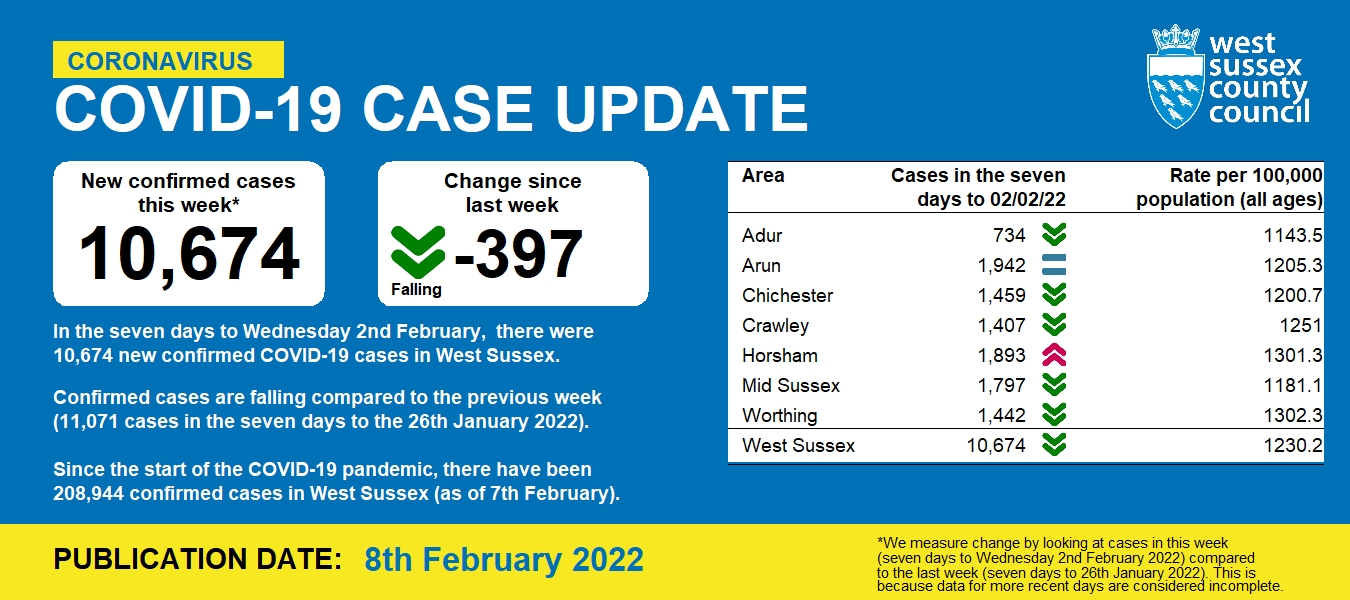 CORONAVIRUS
COVID-19 CASE UPDATE
west
sussex
county
council
New confirmed cases
this week*
10,674
Change since
last week
-397
Falling
In the seven days to Wednesday 2nd February,  there were
10,674 new confirmed COVID-19 cases in West Sussex.
Confirmed cases are falling compared to the previous week
(11,071 cases in the seven days to the 26th January 2022).
Since the start of the COVID-19 pandemic, there have been
208,944 confirmed cases in West Sussex (as of 7th February).
Area Cases in the seven Rate per 100,000
days to 02/02/22 population (all ages)
Adur 734 1143.5
Arun 1,942 1205.3
Chichester 1,459 1200.7
Crawley 1,407 1251
Horsham 1,893 1301.3
Mid Sussex 1,797 1181.1
Worthing 1,442 1302.3
West Sussex 10,674 1230.2
PUBLICATION DATE: 8th February 2022
*We measure change by looking at cases in this week
(seven days to Wednesday 2nd February 2022) compared
to the last week (seven days to 26th January 2022). This is
because data for more recent days are considered incomplete.